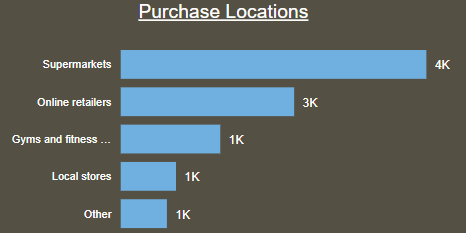 Purchase Locations
Supermarkets 4K
Online retailers 3K
Gyms and fitness ... 1K
Local stores 1K
Other 1K